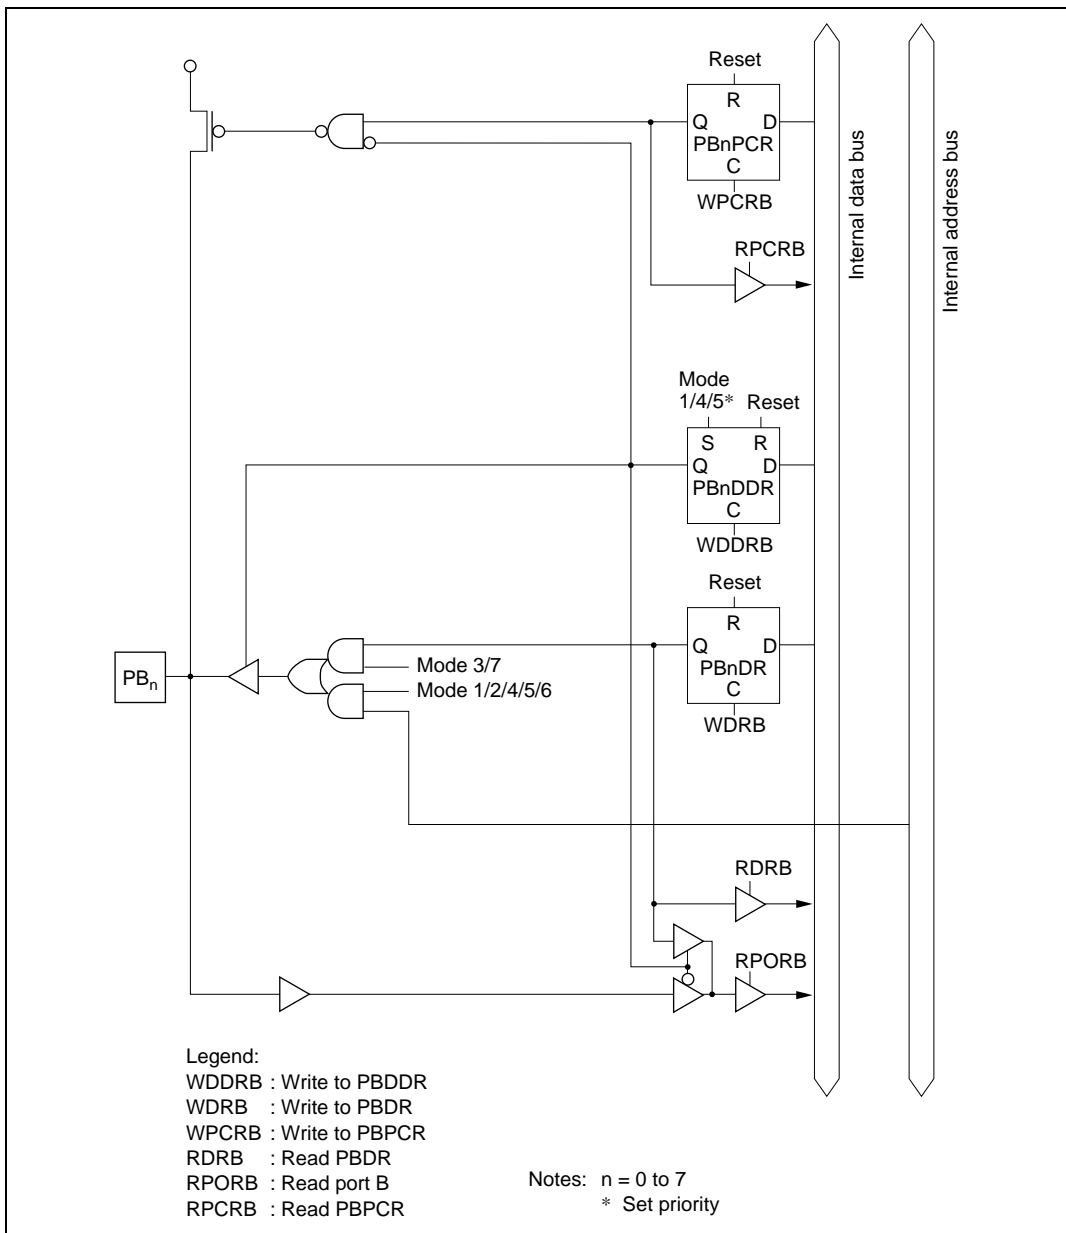 Reset
R
Q D
PBnPCR
C
WPCRB
RPCRB
Internal data bus
Internal address bus
Mode
1/4/5* Reset
S R
Q D
PBnDDR
C
WDDRB
Reset
R
Q D
PBnDR
C
WDRB
Mode 3/7
Mode 1/2/4/5/6
PBn
RDRB
RPORB
Legend:
WDDRB : Write to PBDDR
WDRB : Write to PBDR
WPCRB : Write to PBPCR
RDRB : Read PBDR
RPORB : Read port B
RPCRB : Read PBPCR
Notes: n = 0 to 7
* Set priority